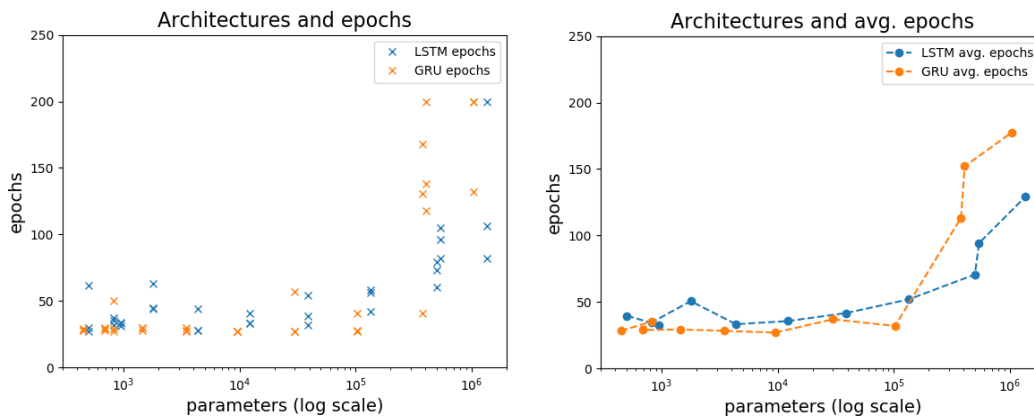 Architectures and epochs
250
200
150
100
50
0
epochs
LSTM epochs
GRU epochs
10³
10⁴
10⁵
10⁶
parameters (log scale)
Architectures and avg. epochs
250
200
150
100
50
0
epochs
LSTM avg. epochs
GRU avg. epochs
10³
10⁴
10⁵
10⁶
parameters (log scale)